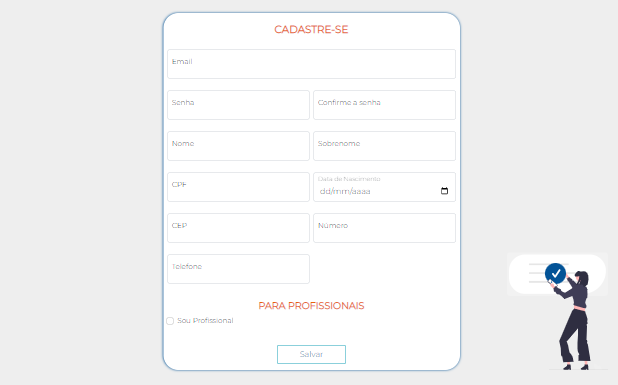 CADASTRE-SE
Email
Senha
Confirme a senha
Nome
Sobrenome
CPF
Data de Nascimento
dd/mm/aaaa
CEP
Número
Telefone
PARA PROFISSIONAIS
Sou Profissional
Salvar